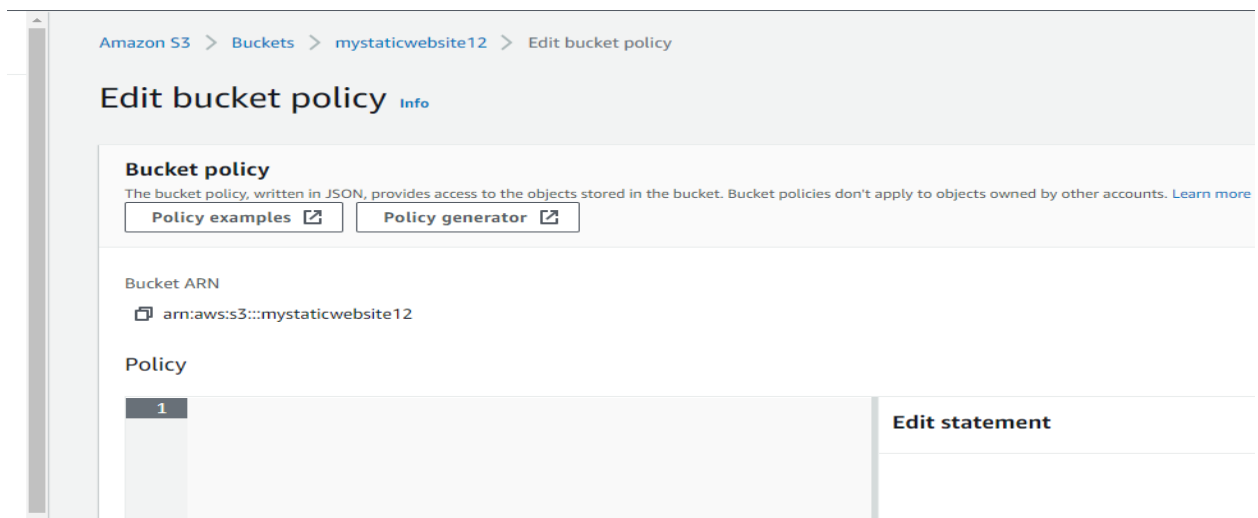 Amazon S3 > Buckets > mystaticwebsite12 > Edit bucket policy
Edit bucket policy Info
Bucket policy
The bucket policy, written in JSON, provides access to the objects stored in the bucket. Bucket policies don't apply to objects owned by other accounts. Learn more
Policy examples Policy generator
Bucket ARN
arn:aws:s3:::mystaticwebsite12
Policy
1
Edit statement